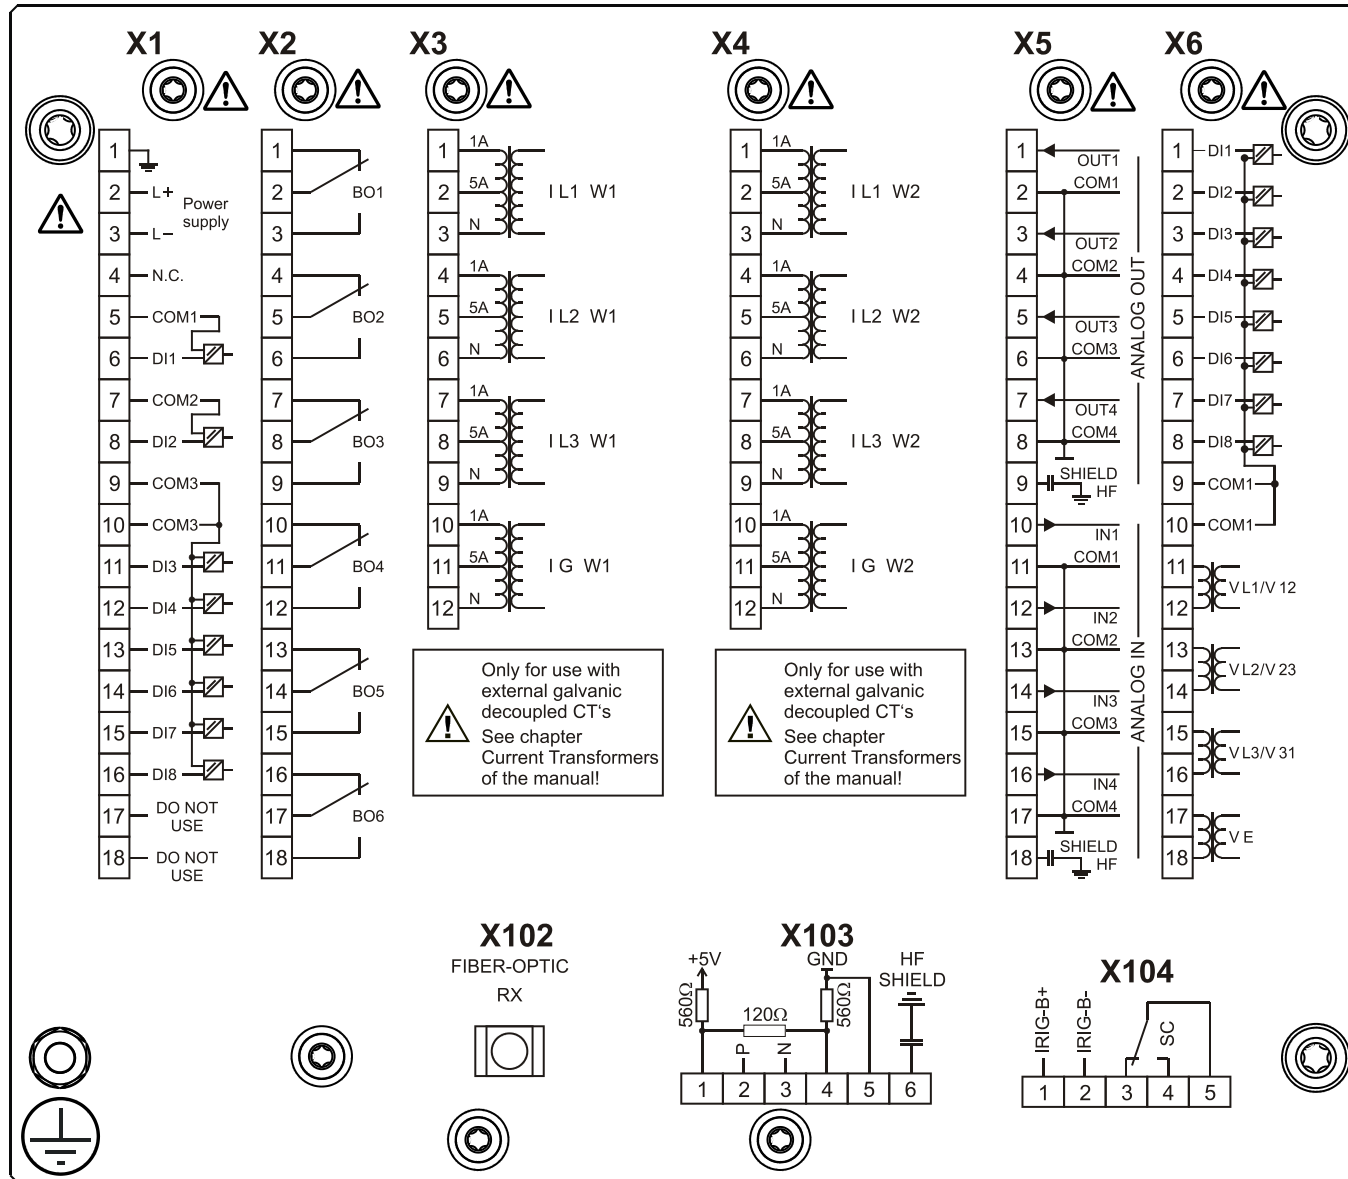 X1
1
2 L+
Power
supply
3 L–
4 N.C.
5 COM1
6 DI1
7 COM2
8 DI2
9 COM3
10 COM3
11 DI3
12 DI4
13 DI5
14 DI6
15 DI7
16 DI8
17 DO NOT
USE
18 DO NOT
USE
X2
1
2 BO1
3
4
5 BO2
6
7
8 BO3
9
10
11 BO4
12
13
14 BO5
15
16
17 BO6
18
X3
1 1A
2 5A I L1 W1
3 N
4 1A
5 5A I L2 W1
6 N
7 1A
8 5A I L3 W1
9 N
10 1A
11 5A I G W1
12 N
Only for use with
external galvanic
decoupled CT‘s
See chapter
Current Transformers
of the manual!
X4
1 1A
2 5A I L1 W2
3 N
4 1A
5 5A I L2 W2
6 N
7 1A
8 5A I L3 W2
9 N
10 1A
11 5A I G W2
12 N
Only for use with
external galvanic
decoupled CT‘s
See chapter
Current Transformers
of the manual!
X5
1 OUT1
2 COM1
3 OUT2
4 COM2
5 OUT3
6 COM3
7 OUT4
8 COM4
9 SHIELD
HF
ANALOG OUT
10 IN1
11 COM1
12 IN2
13 COM2
14 IN3
15 COM3
16 IN4
17 COM4
18 SHIELD
HF
ANALOG IN
X6
1 DI1
2 DI2
3 DI3
4 DI4
5 DI5
6 DI6
7 DI7
8 DI8
9 COM1
10 COM1
11
12 V L1/V 12
13
14 V L2/V 23
15
16 V L3/V 31
17
18 V E
X102
FIBER-OPTIC
RX
X103
+5V GND HF
SHIELD
560Ω 120Ω 560Ω
P N
1 2 3 4 5 6
X104
IRIG-B+ IRIG-B- SC
1 2 3 4 5